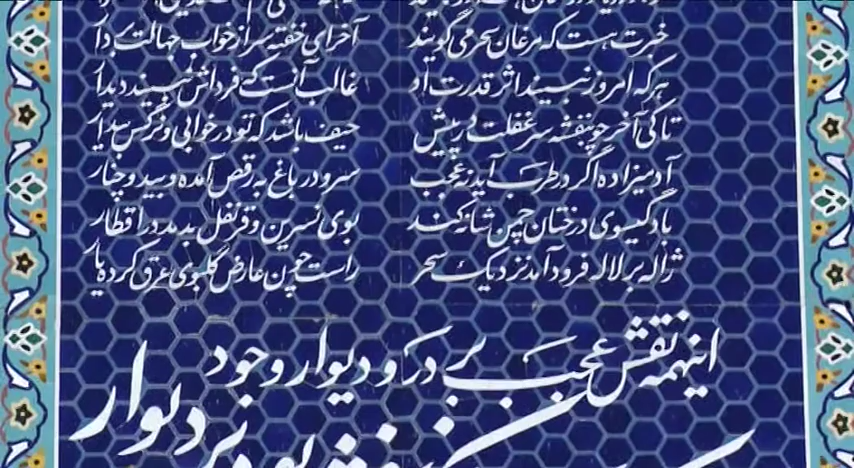 خبرت هست که مرغان سحر می‌گویند آخر ای خفته سر از خواب جهالت بردار
هر که امروز نبیند اثر قدرت او غالب آنست که فرداش نبیند دیدار
تا کی آخر چو بنفشه سر غفلت در پیش حیف باشد که تو در خوابی و نرگس بیدار
آدمیزاده اگر در طرب آید نه عجب سرو در باغ به رقص آمده و بید و چنار
باد گیسوی درختان چمن شانه کند بوی نسرین و قرنفل بدمد در اقطار
ژاله بر لاله فرود آمد نزدیک سحر راست چون عارض گلبوی عرق کرده یار
اینهمه نقش عجب بر در و دیوار وجود
دیوار